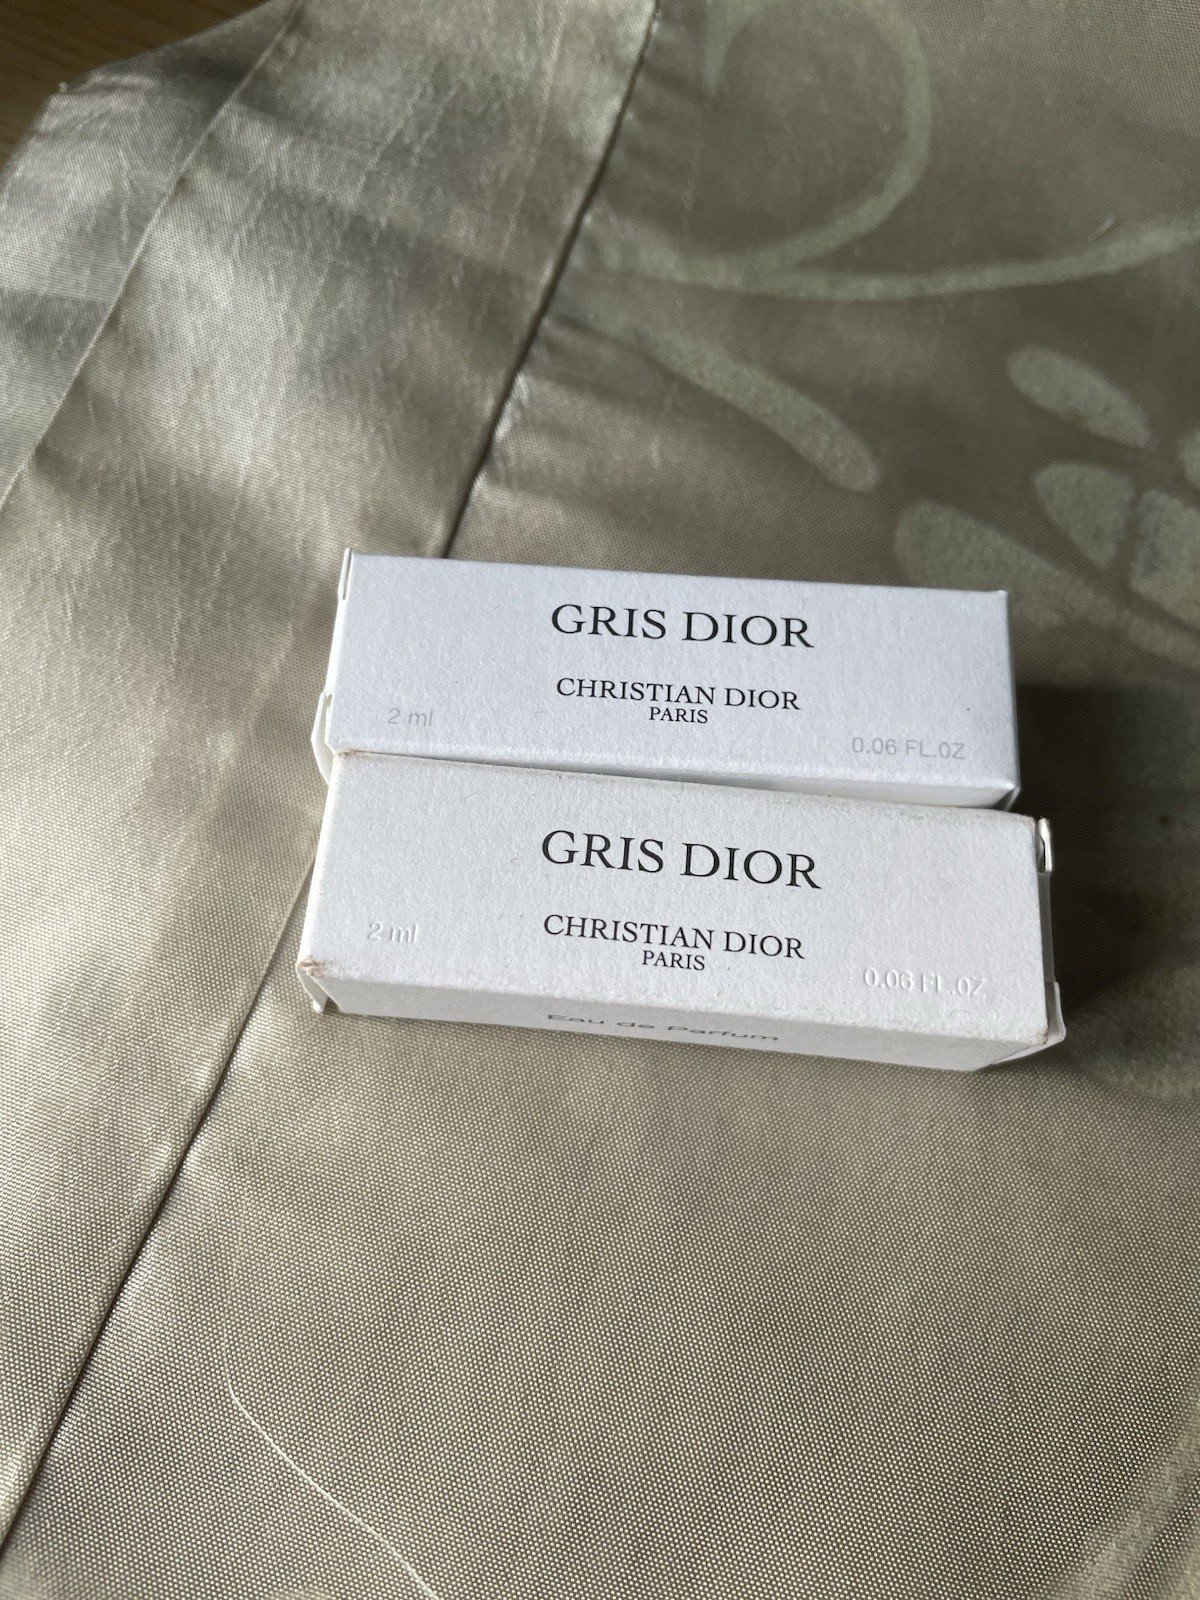 GRIS DIOR
CHRISTIAN DIOR
PARIS
2 ml
0.06 FL.OZ
GRIS DIOR
CHRISTIAN DIOR
PARIS
2 ml
0.06 FL.OZ
Eau de Parfum